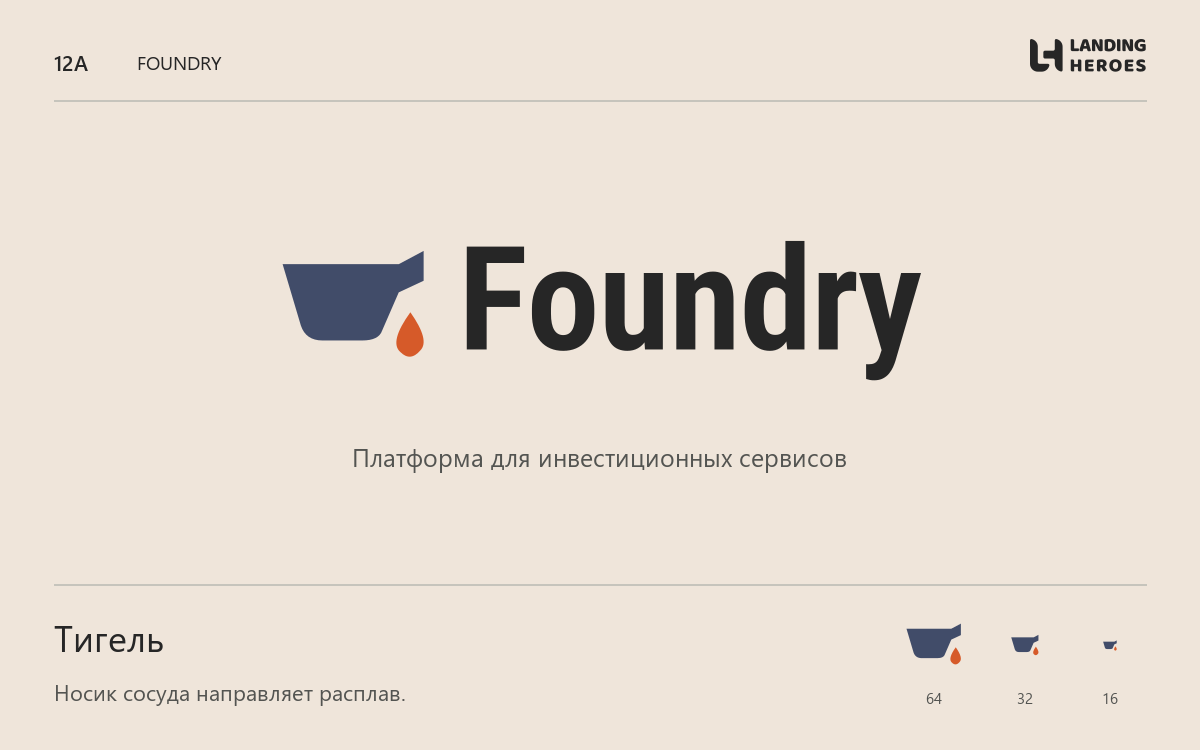 12A FOUNDRY
LANDING
HEROES
Foundry
Платформа для инвестиционных сервисов
Тигель
Носик сосуда направляет расплав.
64 32 16